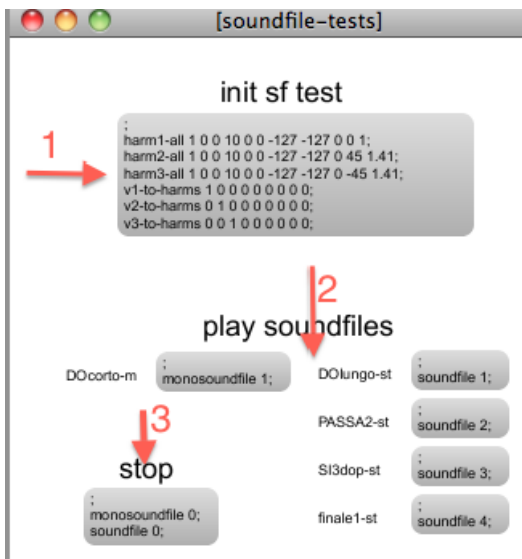 [soundfile-tests]
init sf test
;
harm1-all 1 0 0 10 0 0 -127 -127 0 0 1;
harm2-all 1 0 0 10 0 0 -127 -127 0 45 1.41;
harm3-all 1 0 0 10 0 0 -127 -127 0 -45 1.41;
v1-to-harms 1 0 0 0 0 0 0 0 0;
v2-to-harms 0 1 0 0 0 0 0 0 0;
v3-to-harms 0 0 1 0 0 0 0 0 0;
1
2
play soundfiles
DOcorto-m
;
monosoundfile 1;
DOlungo-st
;
soundfile 1;
PASSA2-st
;
soundfile 2;
SI3dop-st
;
soundfile 3;
finale1-st
;
soundfile 4;
3
stop
;
monosoundfile 0;
soundfile 0;